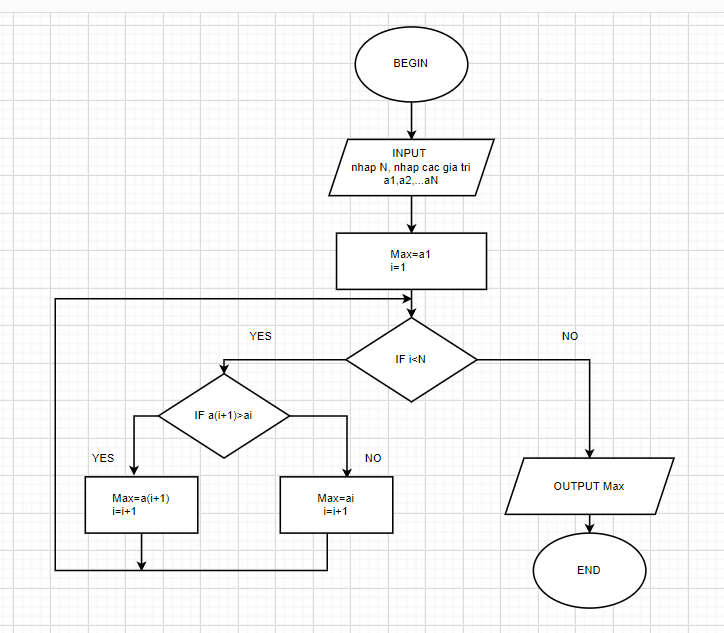 BEGIN
INPUT
nhap N, nhap cac gia tri
a1,a2,...aN
Max=a1
i=1
YES
NO
IF i<N
IF a(i+1)>ai
YES
NO
Max=a(i+1)
i=i+1
Max=ai
i=i+1
OUTPUT Max
END